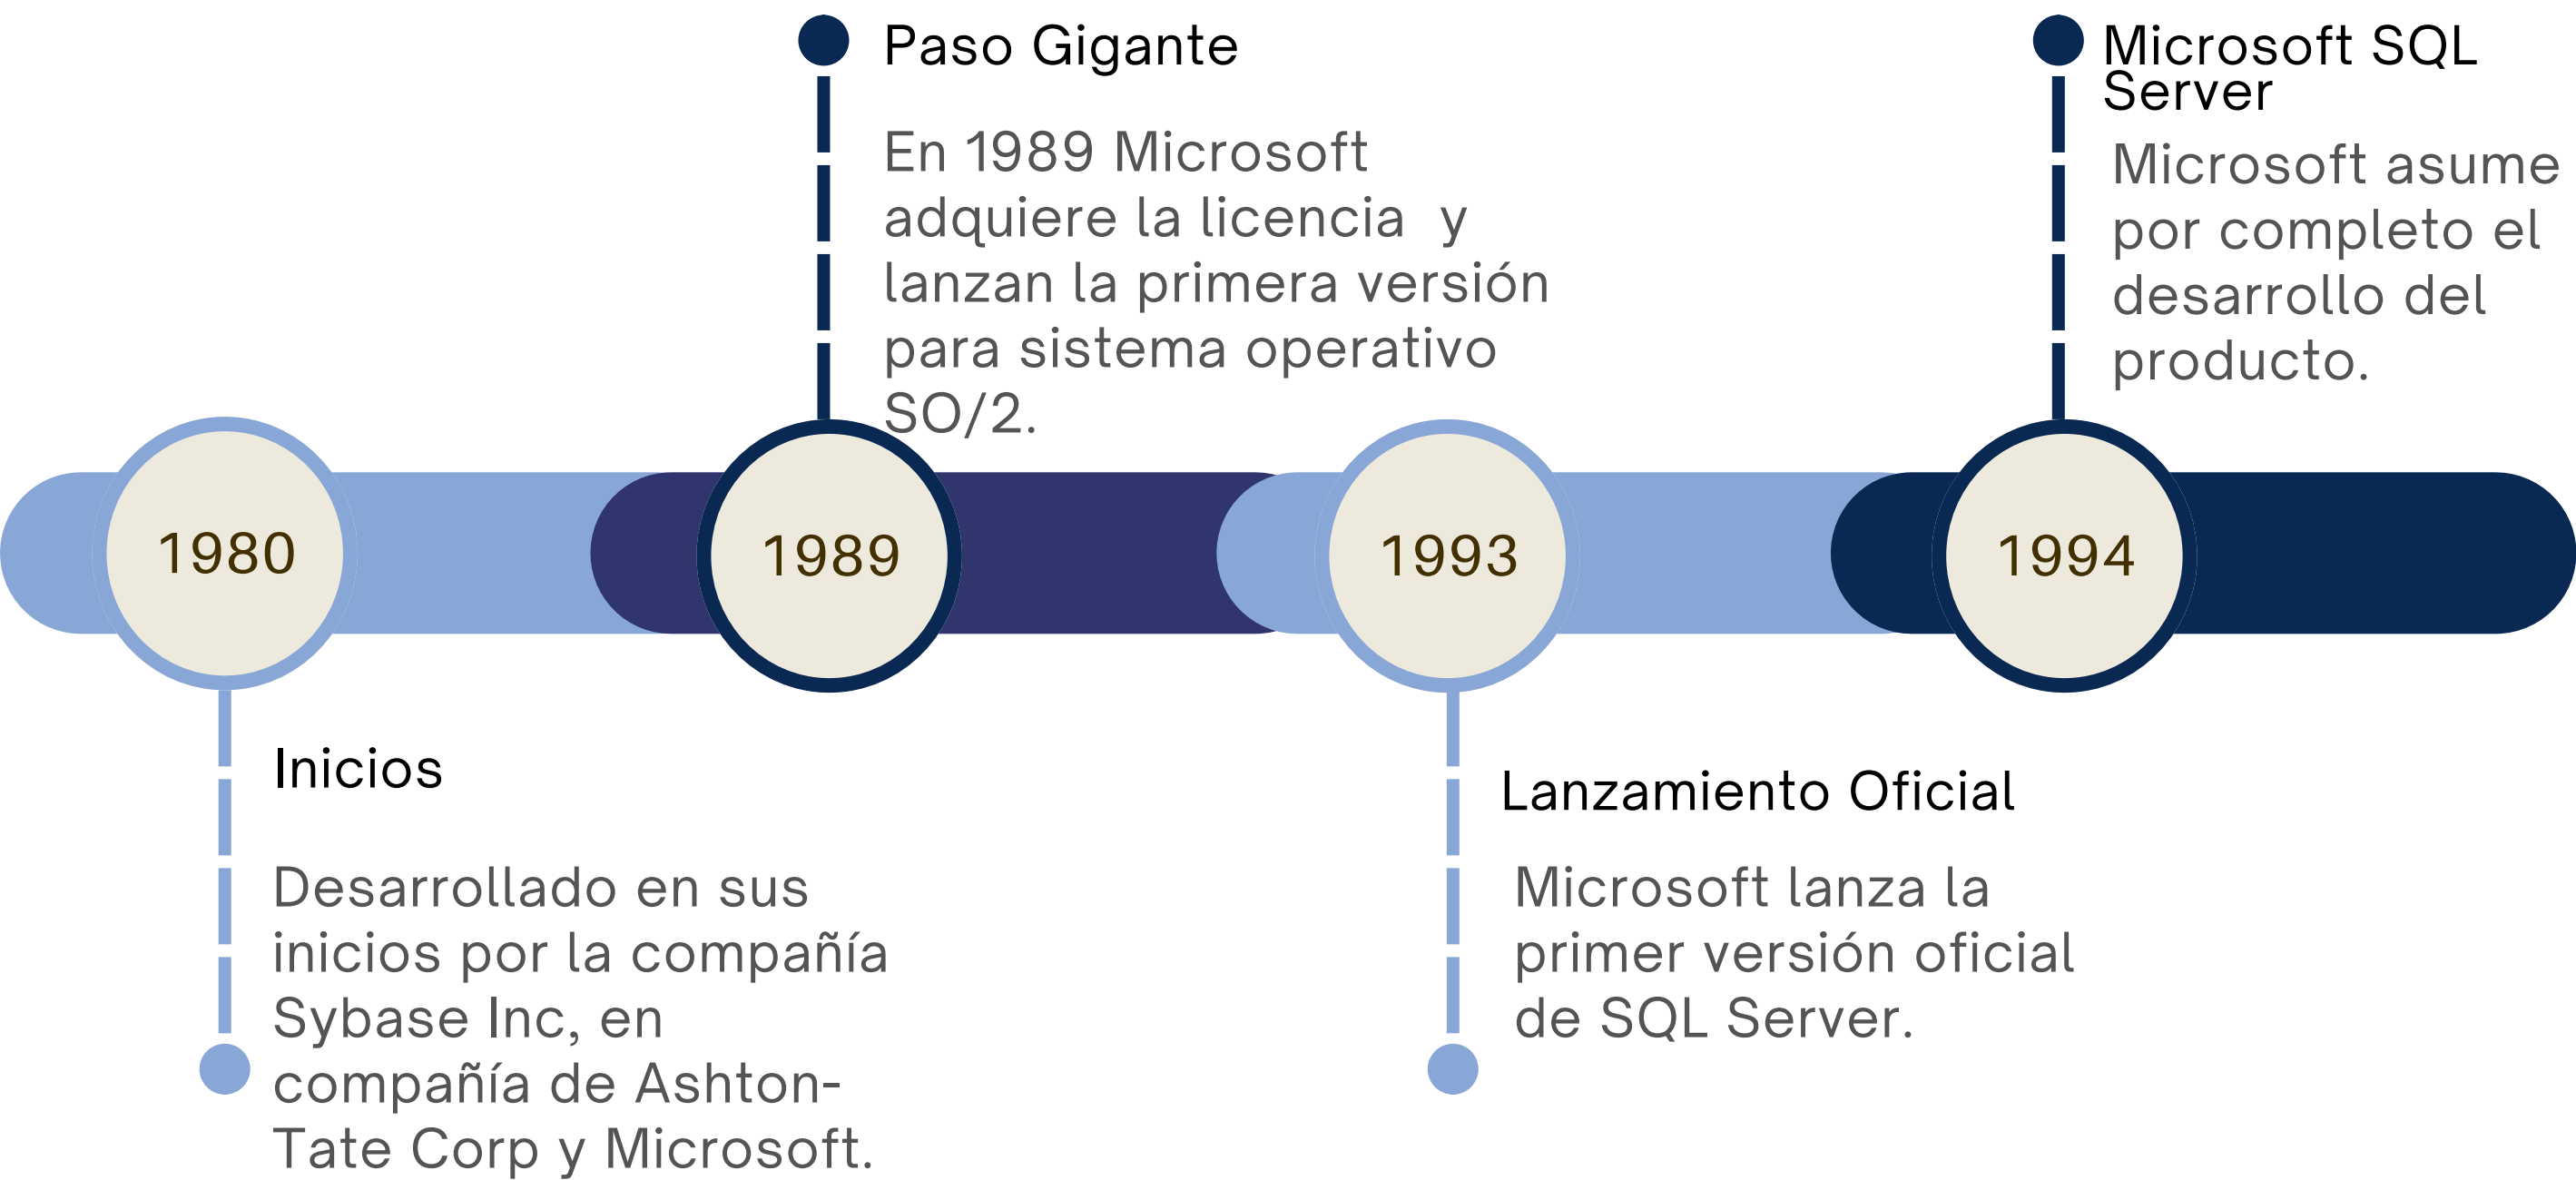 1980
Inicios
Desarrollado en sus
inicios por la compañía
Sybase Inc, en
compañía de Ashton-
Tate Corp y Microsoft.
1989
Paso Gigante
En 1989 Microsoft
adquiere la licencia  y
lanzan la primera versión
para sistema operativo
SO/2.
1993
Lanzamiento Oficial
Microsoft lanza la
primer versión oficial
de SQL Server.
1994
Microsoft SQL
Server
Microsoft asume
por completo el
desarrollo del
producto.